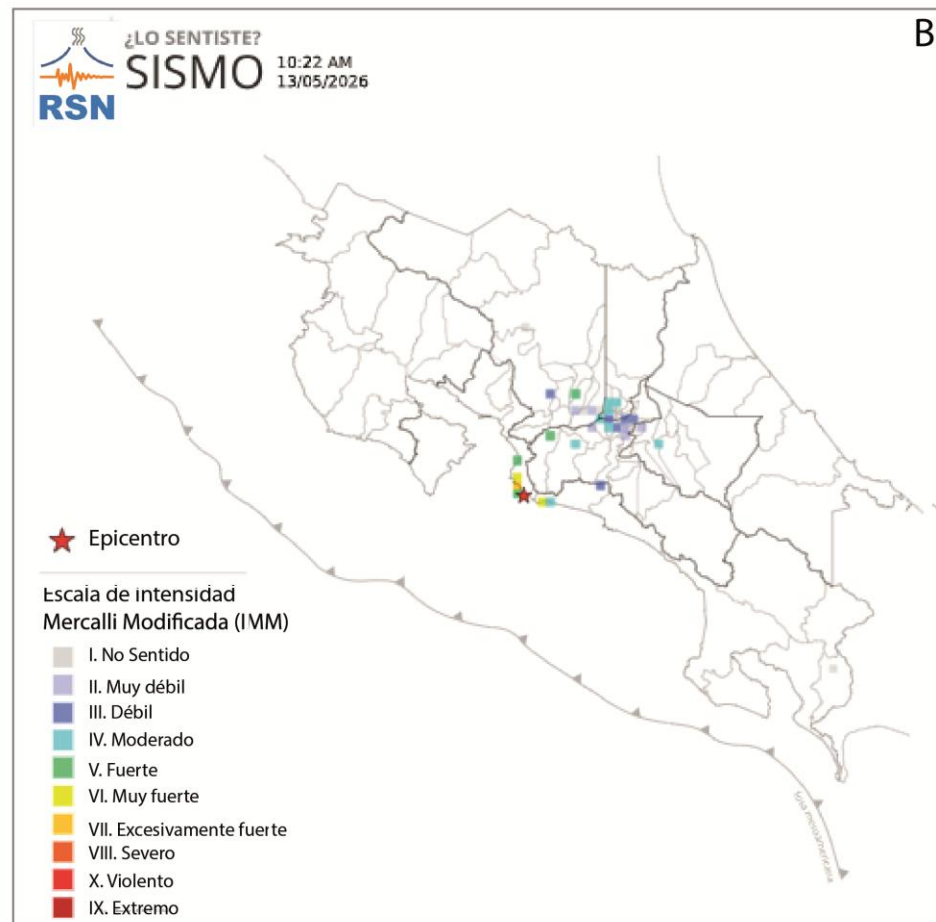 B
¿LO SENTISTE?
SISMO
10:22 AM
13/05/2026
RSN
Epicentro
Escala de intensidad
Mercalli Modificada (IMM)
I. No Sentido
II. Muy débil
III. Débil
IV. Moderado
V. Fuerte
VI. Muy fuerte
VII. Excesivamente fuerte
VIII. Severo
X. Violento
IX. Extremo
fosa mesoamericana